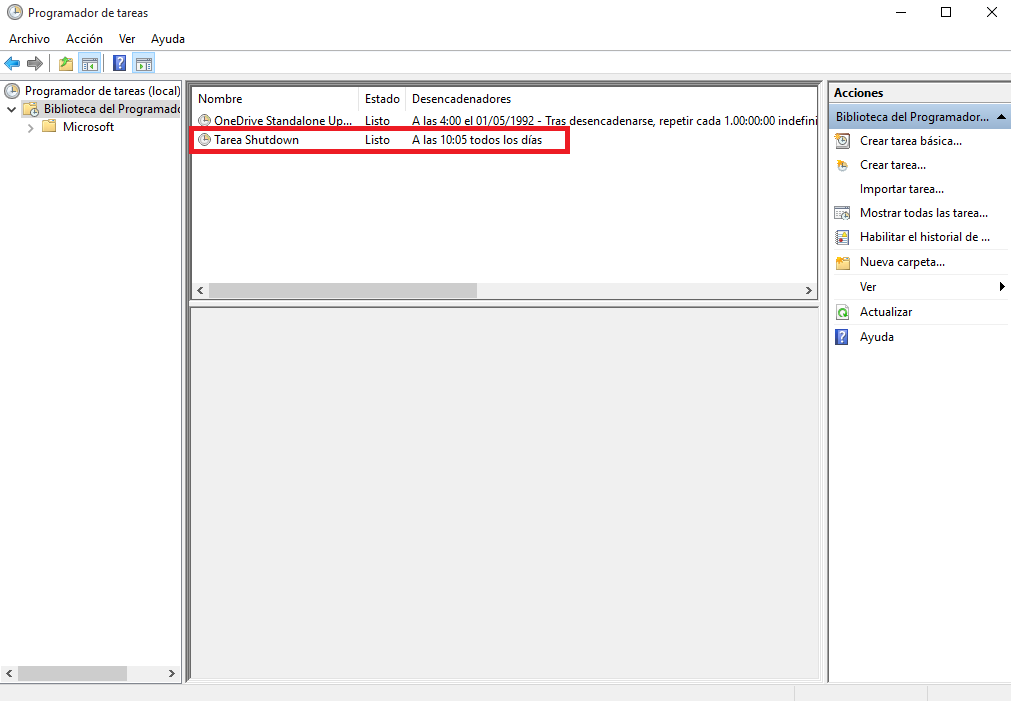 Programador de tareas
Archivo Acción Ver Ayuda
Programador de tareas (local)
Biblioteca del Programado
Microsoft
Nombre Estado Desencadenadores
OneDrive Standalone Up... Listo A las 4:00 el 01/05/1992 - Tras desencadenarse, repetir cada 1.00:00:00 indefini
Tarea Shutdown Listo A las 10:05 todos los días
Acciones
Biblioteca del Programador...
Crear tarea básica...
Crear tarea...
Importar tarea...
Mostrar todas las tarea...
Habilitar el historial de ...
Nueva carpeta...
Ver
Actualizar
Ayuda